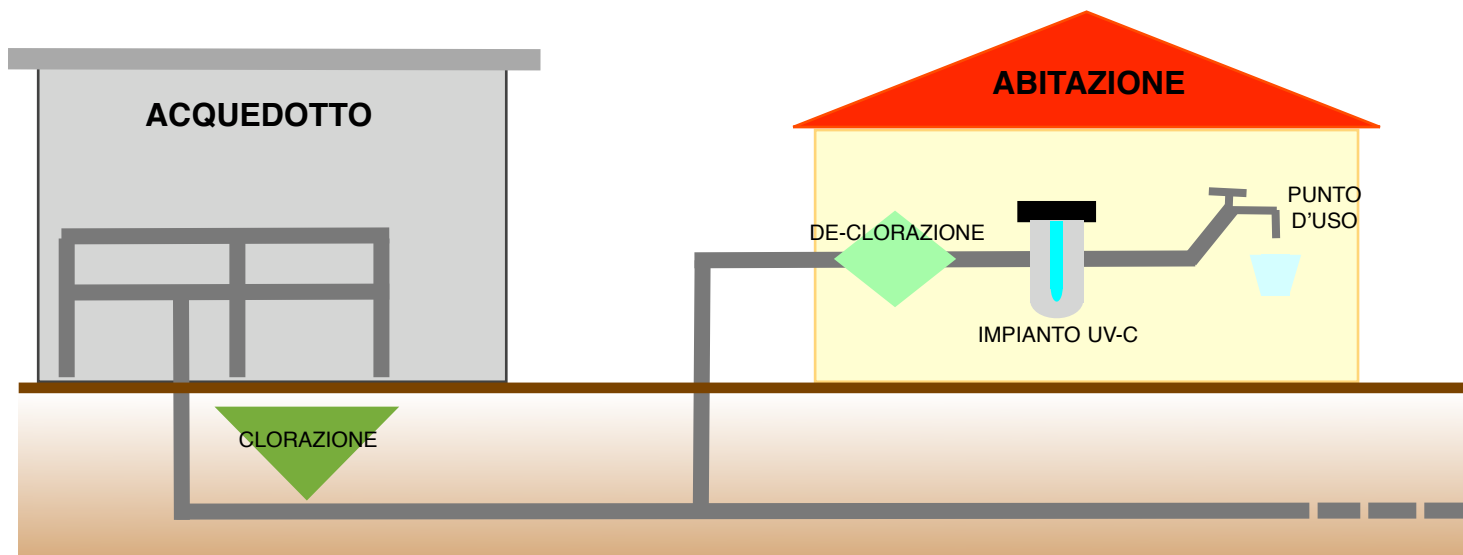 ACQUEDOTTO
ABITAZIONE
DE-CLORAZIONE
PUNTO
D'USO
IMPIANTO UV-C
CLORAZIONE